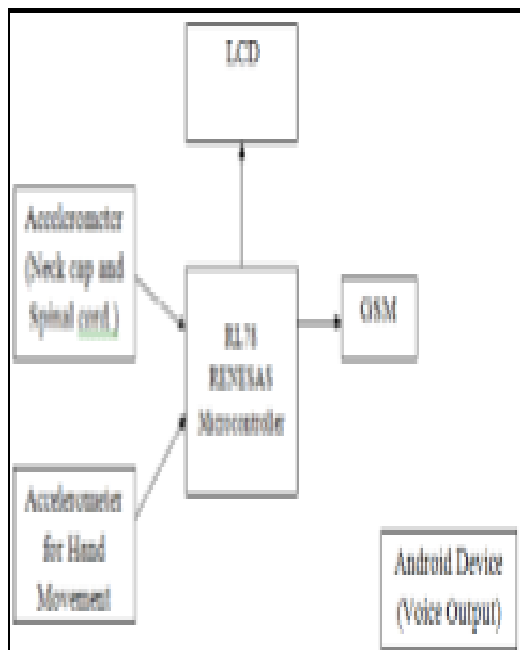 LCD
Accelerometer
(Neck cap and
Spinal cord.)
RL78
RENESAS
Microcontroller
GSM
Accelerometer
for Hand
Movement
Android Device
(Voice Output)